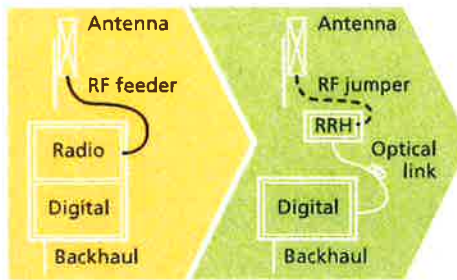 Antenna
RF feeder
Radio
Digital
Backhaul
Antenna
RF jumper
RRH
Optical
link
Digital
Backhaul